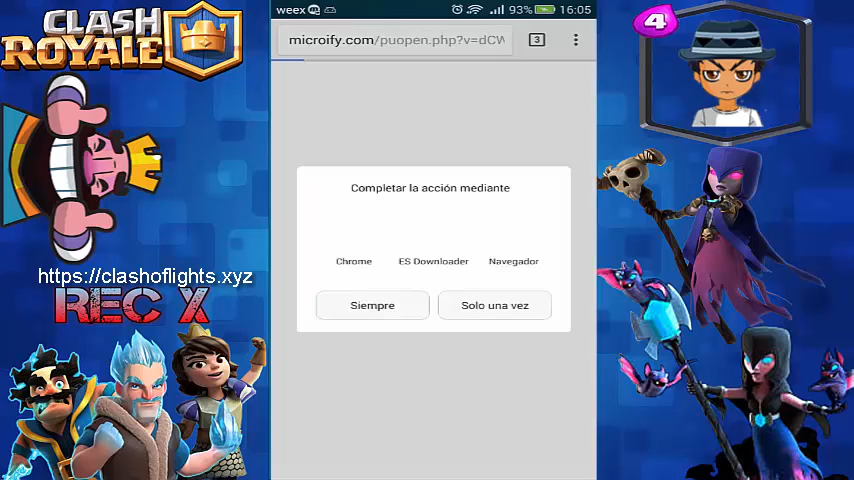 CLASH
ROYALE
https://clashoflights.xyz
REC X
weex
93%
16:05
microify.com/puopen.php?v=dCW
3
Completar la acción mediante
Chrome
ES Downloader
Navegador
Siempre
Solo una vez
4